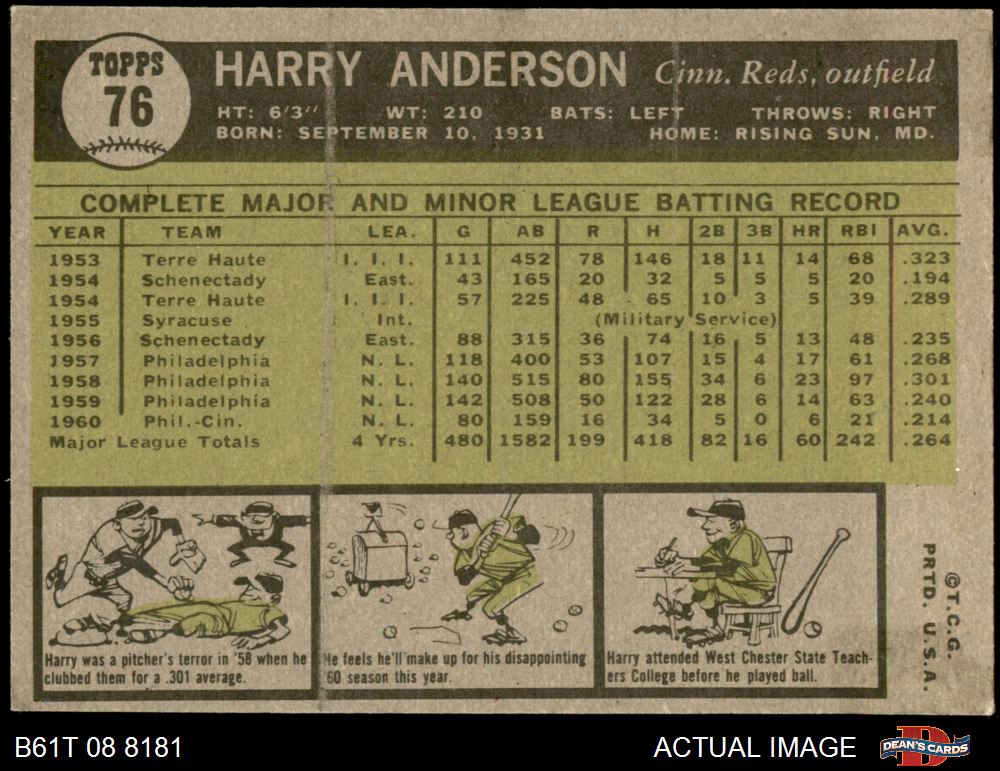 TOPPS
76
HARRY ANDERSON Cinn. Reds, outfield
HT: 6'3" WT: 210 BATS: LEFT THROWS: RIGHT
BORN: SEPTEMBER 10, 1931 HOME: RISING SUN, MD.
COMPLETE MAJOR AND MINOR LEAGUE BATTING RECORD
YEAR TEAM LEA. G AB R H 2B 3B HR RBI AVG.
1953 Terre Haute I. I. I. 111 452 78 146 18 11 14 68 .323
1954 Schenectady East. 43 165 20 32 5 5 5 20 .194
1954 Terre Haute I. I. I. 57 225 48 65 10 3 5 39 .289
1955 Syracuse Int. (Military Service)
1956 Schenectady East. 88 315 36 74 16 5 13 48 .235
1957 Philadelphia N. L. 118 400 53 107 15 4 17 61 .268
1958 Philadelphia N. L. 140 515 80 155 34 6 23 97 .301
1959 Philadelphia N. L. 142 508 50 122 28 6 14 63 .240
1960 Phil.-Cin. N. L. 80 159 16 34 5 0 6 21 .214
Major League Totals 4 Yrs. 480 1582 199 418 82 16 60 242 .264
Harry was a pitcher's terror in '58 when he
clubbed them for a .301 average.
He feels he'll make up for his disappointing
'60 season this year.
Harry attended West Chester State Teach-
ers College before he played ball.
©T.C.G.
PRTD. U.S.A.
B61T 08 8181
ACTUAL IMAGE
DEAN'S CARDS